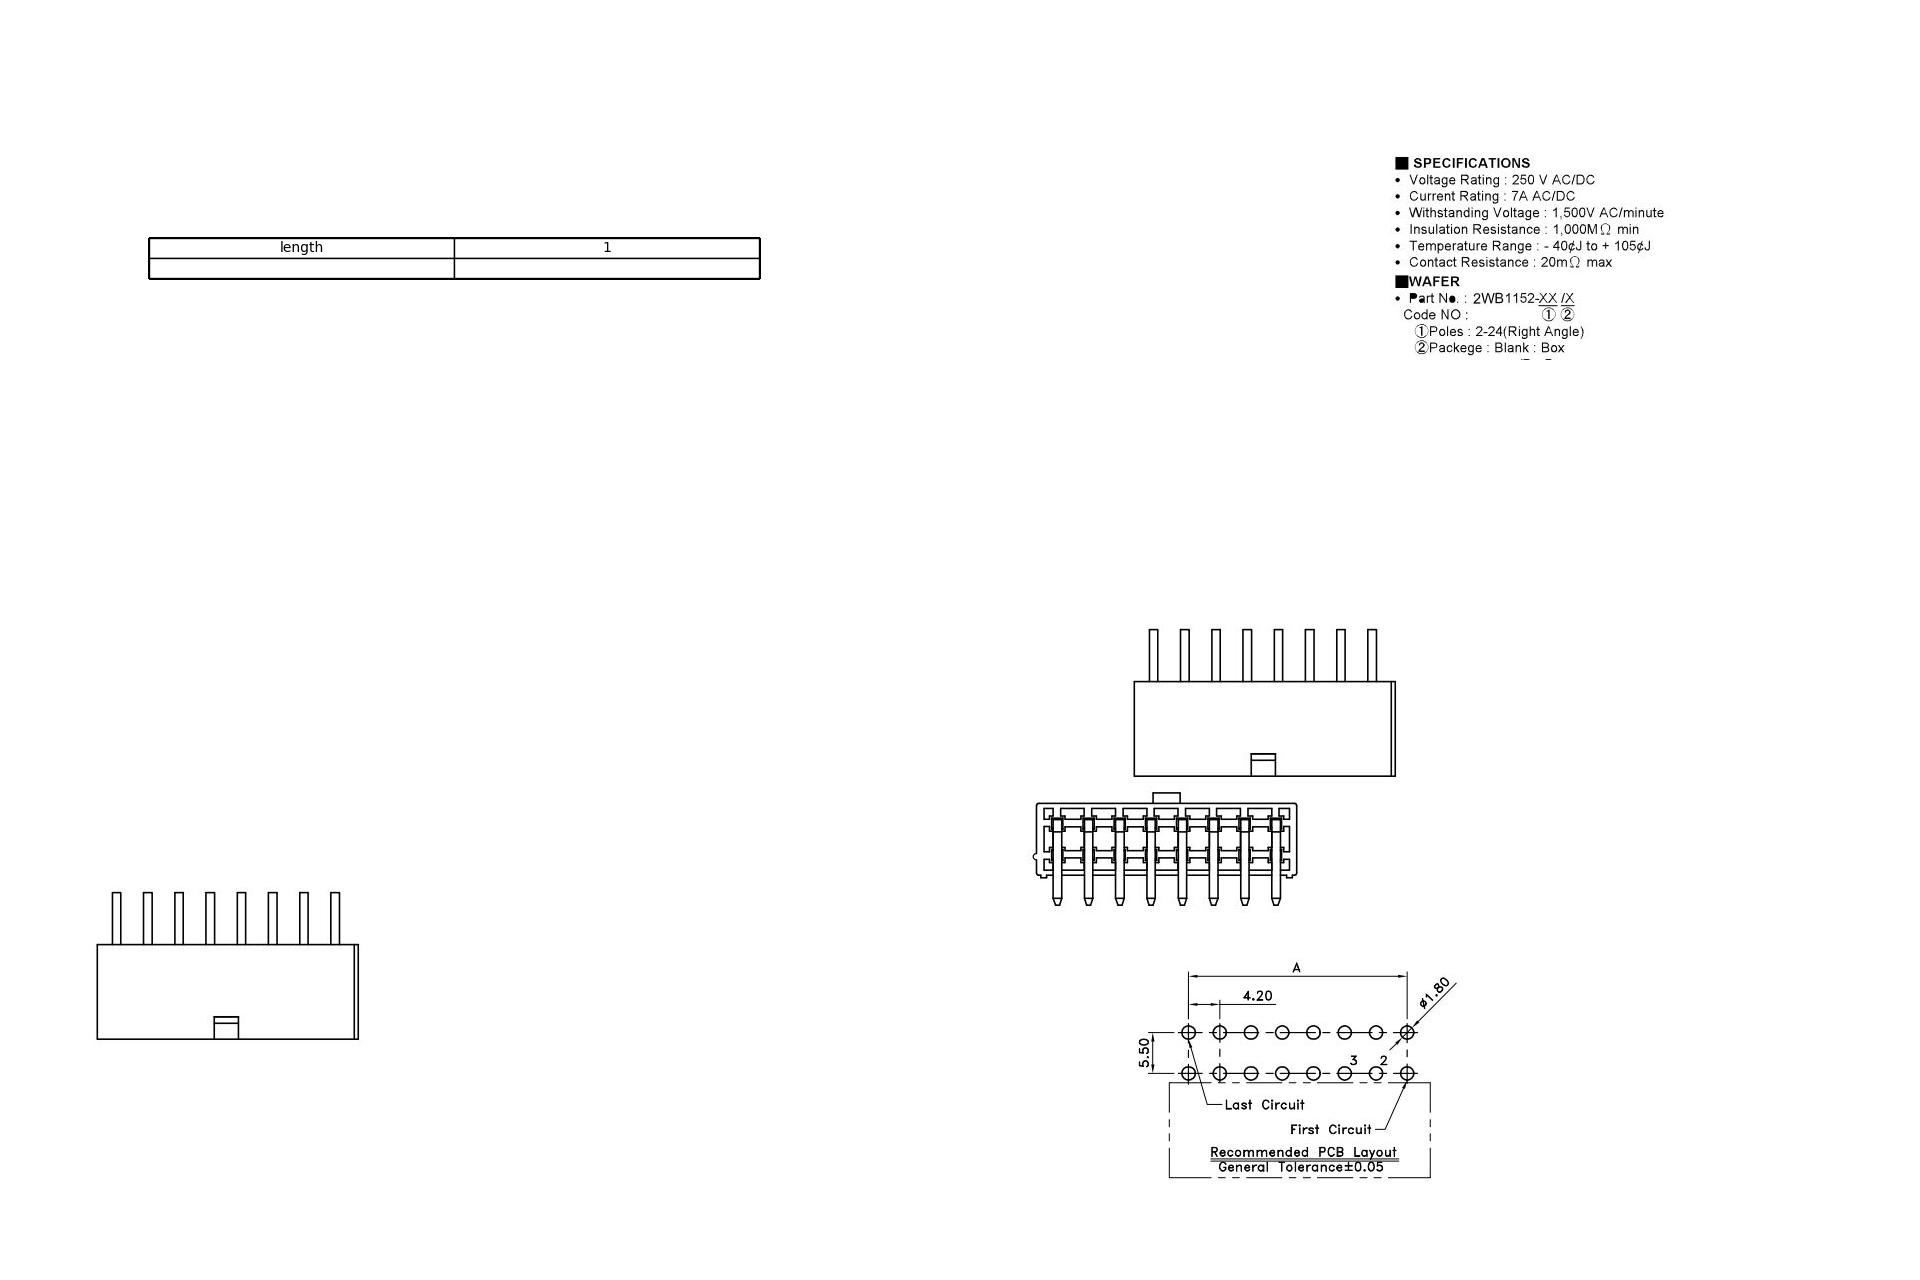 length 1
■ SPECIFICATIONS
• Voltage Rating : 250 V AC/DC
• Current Rating : 7A AC/DC
• Withstanding Voltage : 1,500V AC/minute
• Insulation Resistance : 1,000MΩ min
• Temperature Range : - 40¢J to + 105¢J
• Contact Resistance : 20mΩ max
■WAFER
• Part No. : 2WB1152-XX /X
Code NO : ① ②
①Poles : 2-24(Right Angle)
②Packege : Blank : Box
A
4.20
ø1.80
5.50
3 2
Last Circuit
First Circuit
Recommended PCB Layout
General Tolerance±0.05